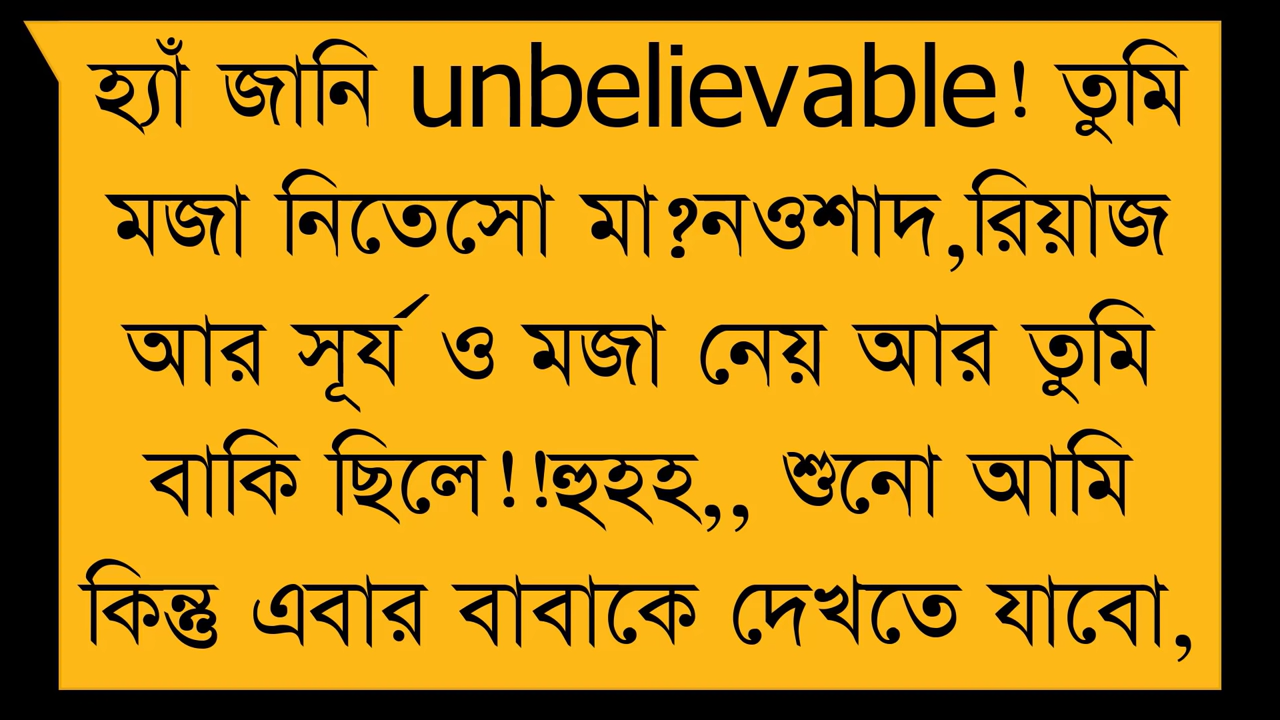 হ্যাঁ জানি unbelievable! তুমি
মজা নিতেসো মা?নওশাদ,রিয়াজ
আর সূর্য ও মজা নেয় আর তুমি
বাকি ছিলে!!হুহহ,, শুনো আমি
কিন্তু এবার বাবাকে দেখতে যাবো,